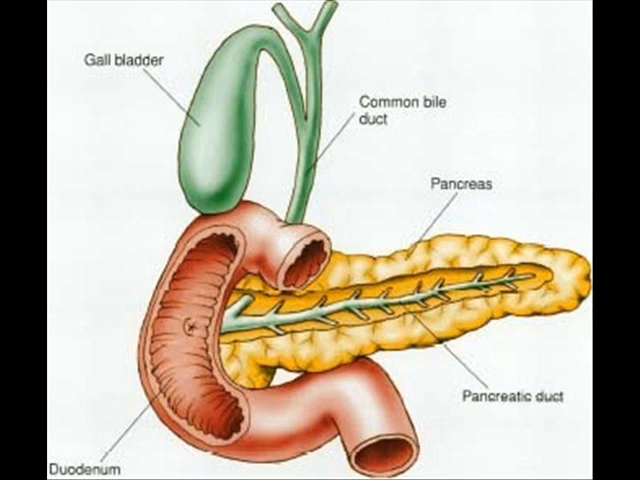 Gall bladder
Common bile
duct
Pancreas
Pancreatic duct
Duodenum